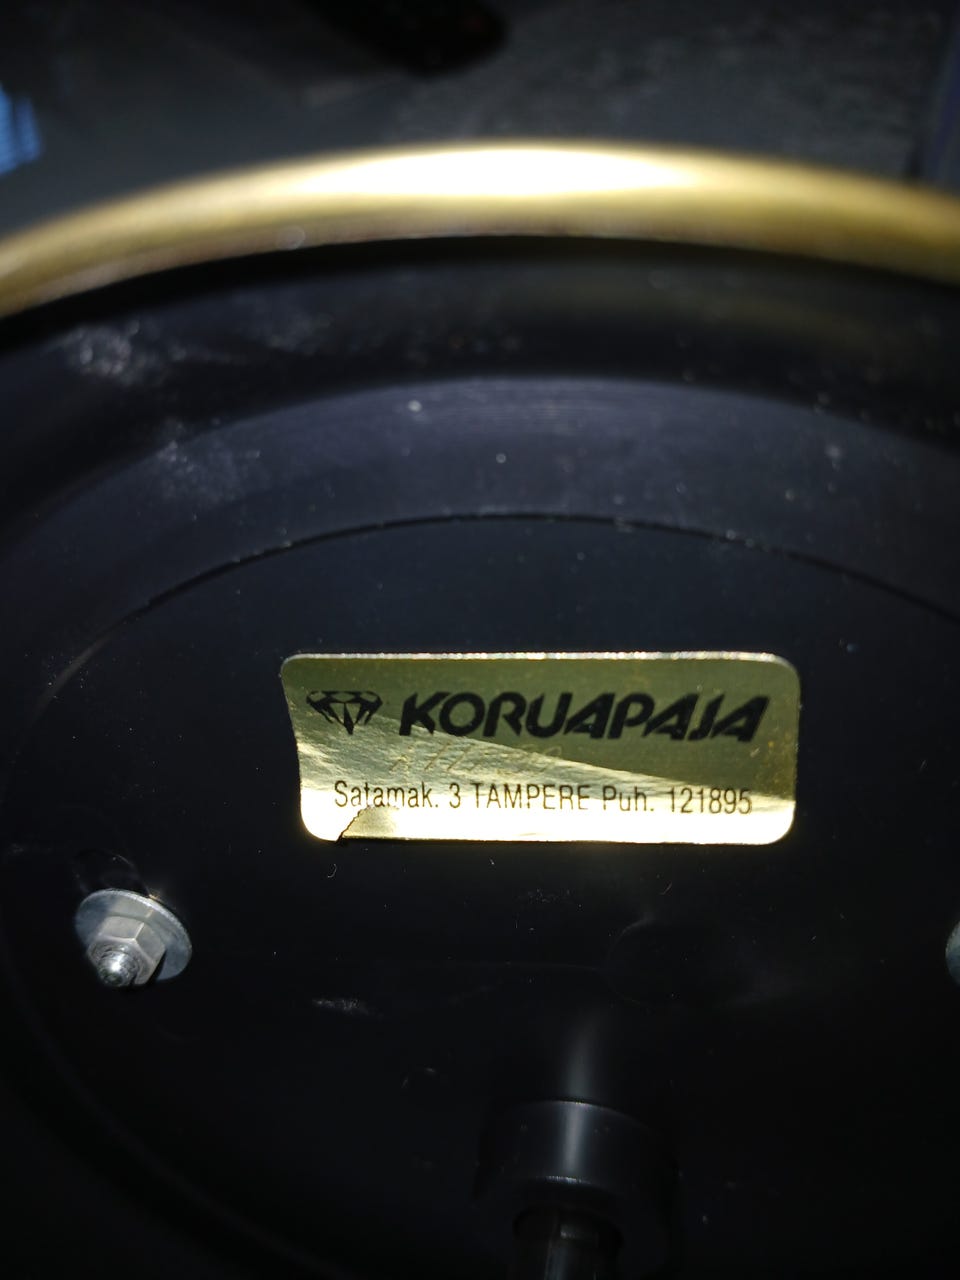 KORUAPAJA
Satamak. 3 TAMPERE Puh. 121895